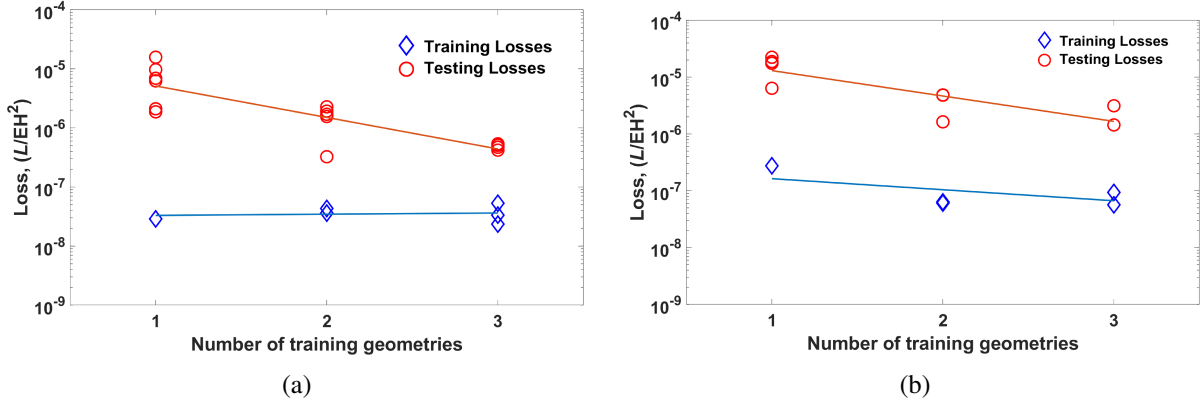 10^-4
10^-5
10^-6
10^-7
10^-8
10^-9
Loss, (L/EH^2)
Training Losses
Testing Losses
1 2 3
Number of training geometries
(a)
10^-4
10^-5
10^-6
10^-7
10^-8
10^-9
Loss, (L/EH^2)
Training Losses
Testing Losses
1 2 3
Number of training geometries
(b)